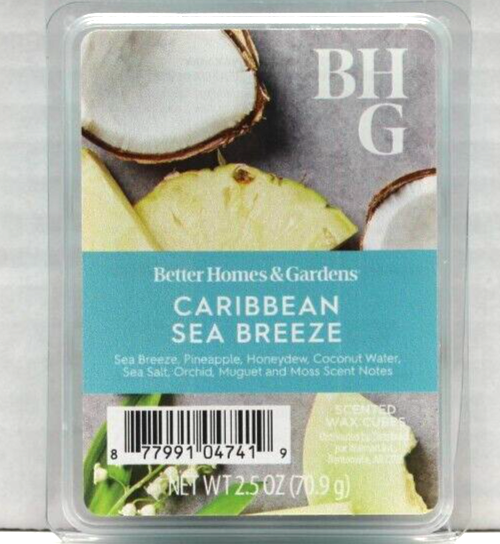 BH
G
Better Homes & Gardens
CARIBBEAN
SEA BREEZE
Sea Breeze, Pineapple, Honeydew, Coconut Water,
Sea Salt, Orchid, Muguet and Moss Scent Notes
SCENTED
WAX CUBES
8 77991 04741 9
NET WT 2.5 OZ (70.9 g)